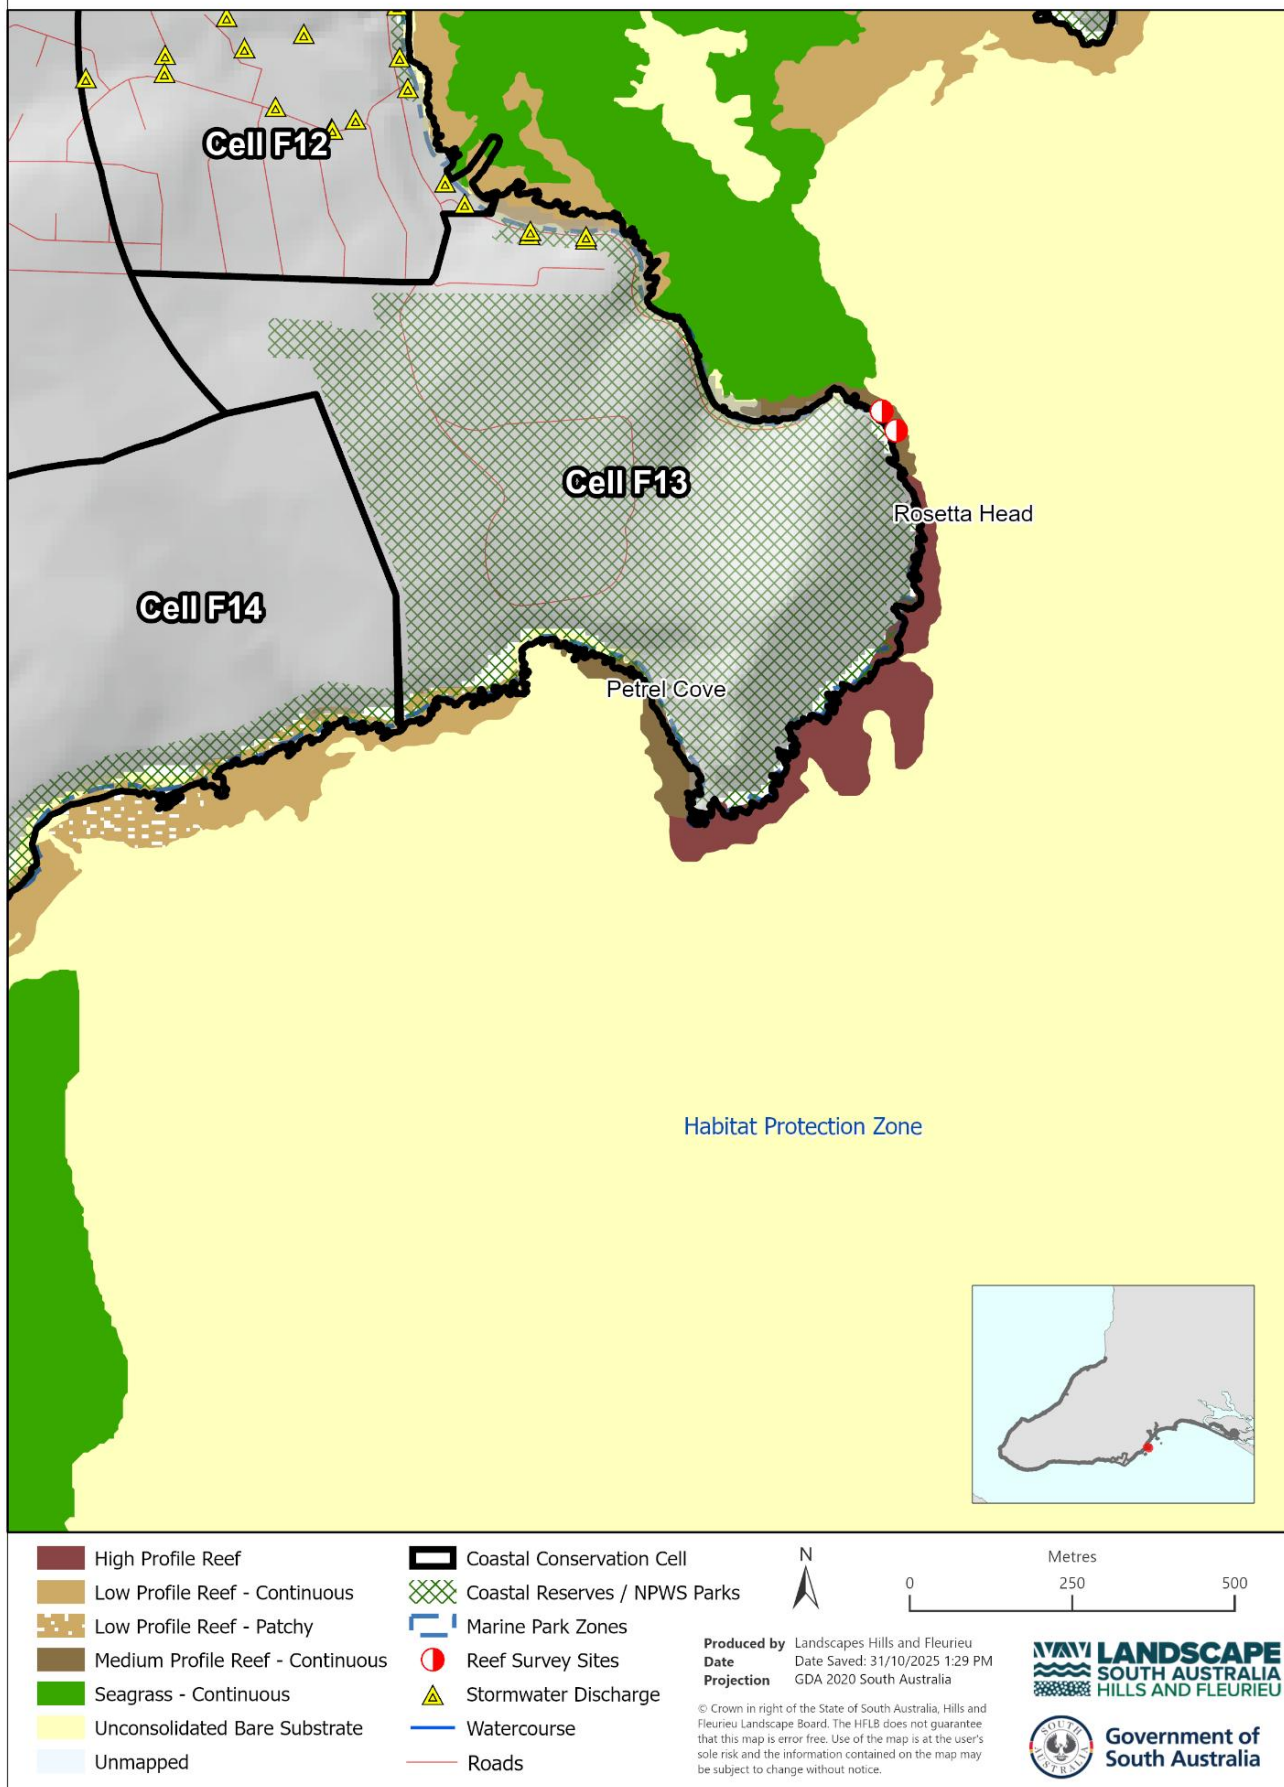 Cell F12
Cell F13
Rosetta Head
Cell F14
Petrel Cove
Habitat Protection Zone
High Profile Reef
Low Profile Reef - Continuous
Low Profile Reef - Patchy
Medium Profile Reef - Continuous
Seagrass - Continuous
Unconsolidated Bare Substrate
Unmapped
Coastal Conservation Cell
Coastal Reserves / NPWS Parks
Marine Park Zones
Reef Survey Sites
Stormwater Discharge
Watercourse
Roads
N
Metres
0 250 500
Produced by Landscapes Hills and Fleurieu
Date Date Saved: 31/10/2025 1:29 PM
Projection GDA 2020 South Australia
© Crown in right of the State of South Australia, Hills and
Fleurieu Landscape Board. The HFLB does not guarantee
that this map is error free. Use of the map is at the user's
sole risk and the information contained on the map may
be subject to change without notice.
LANDSCAPE
SOUTH AUSTRALIA
HILLS AND FLEURIEU
SOUTH
AUSTRALIA
Government of
South Australia